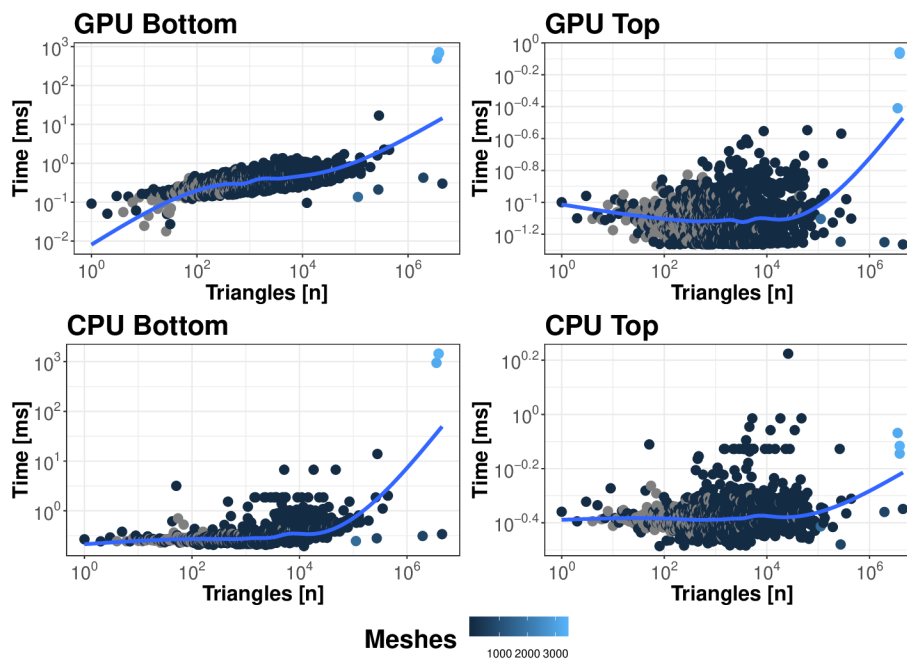 GPU Bottom
Time [ms]
10^3
10^2
10^1
10^0
10^-1
10^-2
10^0 10^2 10^4 10^6
Triangles [n]
GPU Top
Time [ms]
10^0
10^-0.2
10^-0.4
10^-0.6
10^-0.8
10^-1
10^-1.2
10^0 10^2 10^4 10^6
Triangles [n]
CPU Bottom
Time [ms]
10^3
10^2
10^1
10^0
10^0 10^2 10^4 10^6
Triangles [n]
CPU Top
Time [ms]
10^0.2
10^0
10^-0.2
10^-0.4
10^0 10^2 10^4 10^6
Triangles [n]
Meshes
1000 2000 3000